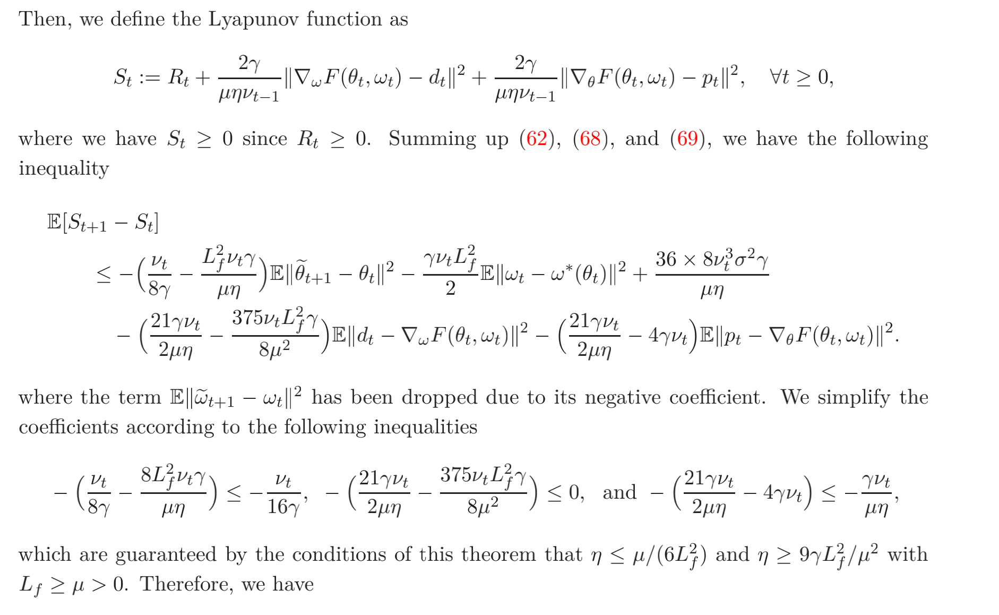 Then, we define the Lyapunov function as
$S_t := R_t + \frac{2\gamma}{\mu\eta\nu_{t-1}} \|\nabla_\omega F(\theta_t, \omega_t) - d_t\|^2 + \frac{2\gamma}{\mu\eta\nu_{t-1}} \|\nabla_\theta F(\theta_t, \omega_t) - p_t\|^2, \quad \forall t \geq 0,$
where we have $S_t \geq 0$ since $R_t \geq 0$. Summing up (62), (68), and (69), we have the following
inequality
$\mathbb{E}[S_{t+1} - S_t]$
$\leq -\Big(\frac{\nu_t}{8\gamma} - \frac{L_f^2 \nu_t \gamma}{\mu\eta}\Big) \mathbb{E}\|\widetilde{\theta}_{t+1} - \theta_t\|^2 - \frac{\gamma \nu_t L_f^2}{2} \mathbb{E}\|\omega_t - \omega^*(\theta_t)\|^2 + \frac{36 \times 8 \nu_t^3 \sigma^2 \gamma}{\mu\eta}$
$- \Big(\frac{21\gamma\nu_t}{2\mu\eta} - \frac{375 \nu_t L_f^2 \gamma}{8\mu^2}\Big) \mathbb{E}\|d_t - \nabla_\omega F(\theta_t, \omega_t)\|^2 - \Big(\frac{21\gamma\nu_t}{2\mu\eta} - 4\gamma\nu_t\Big) \mathbb{E}\|p_t - \nabla_\theta F(\theta_t, \omega_t)\|^2.$
where the term $\mathbb{E}\|\widetilde{\omega}_{t+1} - \omega_t\|^2$ has been dropped due to its negative coefficient. We simplify the
coefficients according to the following inequalities
$-\Big(\frac{\nu_t}{8\gamma} - \frac{8L_f^2 \nu_t \gamma}{\mu\eta}\Big) \leq -\frac{\nu_t}{16\gamma}, \quad -\Big(\frac{21\gamma\nu_t}{2\mu\eta} - \frac{375\nu_t L_f^2 \gamma}{8\mu^2}\Big) \leq 0, \quad \text{and} \quad -\Big(\frac{21\gamma\nu_t}{2\mu\eta} - 4\gamma\nu_t\Big) \leq -\frac{\gamma\nu_t}{\mu\eta},$
which are guaranteed by the conditions of this theorem that $\eta \leq \mu/(6L_f^2)$ and $\eta \geq 9\gamma L_f^2/\mu^2$ with
$L_f \geq \mu > 0$. Therefore, we have